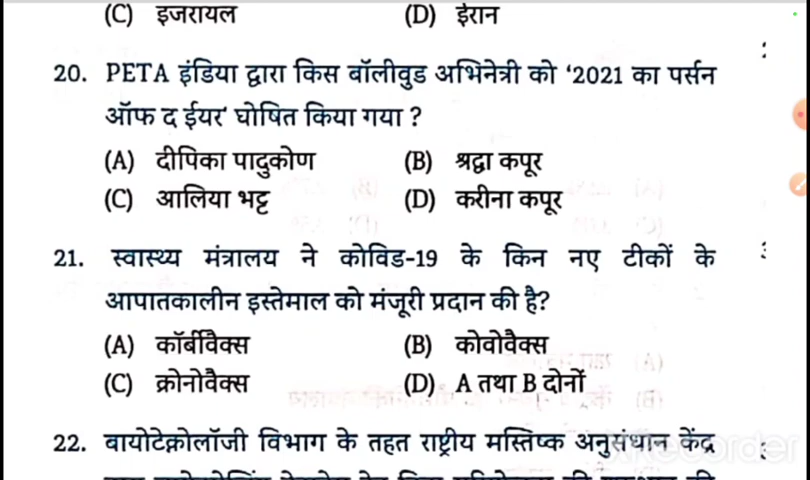 (C) इजरायल (D) ईरान
20. PETA इंडिया द्वारा किस बॉलीवुड अभिनेत्री को ‘2021 का पर्सन
ऑफ द ईयर’ घोषित किया गया ?
(A) दीपिका पादुकोण (B) श्रद्धा कपूर
(C) आलिया भट्ट (D) करीना कपूर
21. स्वास्थ्य मंत्रालय ने कोविड-19 के किन नए टीकों के
आपातकालीन इस्तेमाल को मंजूरी प्रदान की है?
(A) कॉर्बीवैक्स (B) कोवोवैक्स
(C) क्रोनोवैक्स (D) A तथा B दोनों
22. बायोटेक्नोलॉजी विभाग के तहत राष्ट्रीय मस्तिष्क अनुसंधान केंद्र